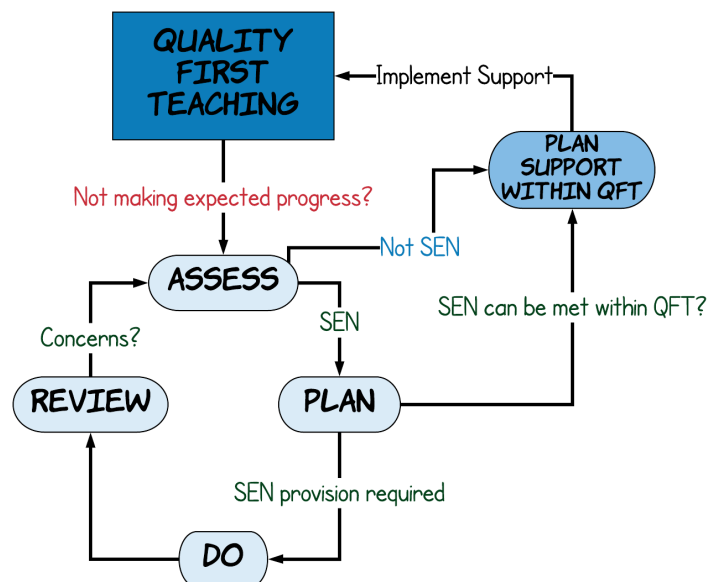 QUALITY
FIRST
TEACHING
Implement Support
PLAN
SUPPORT
WITHIN QFT
Not making expected progress?
Not SEN
ASSESS
SEN can be met within QFT?
SEN
Concerns?
REVIEW
PLAN
SEN provision required
DO